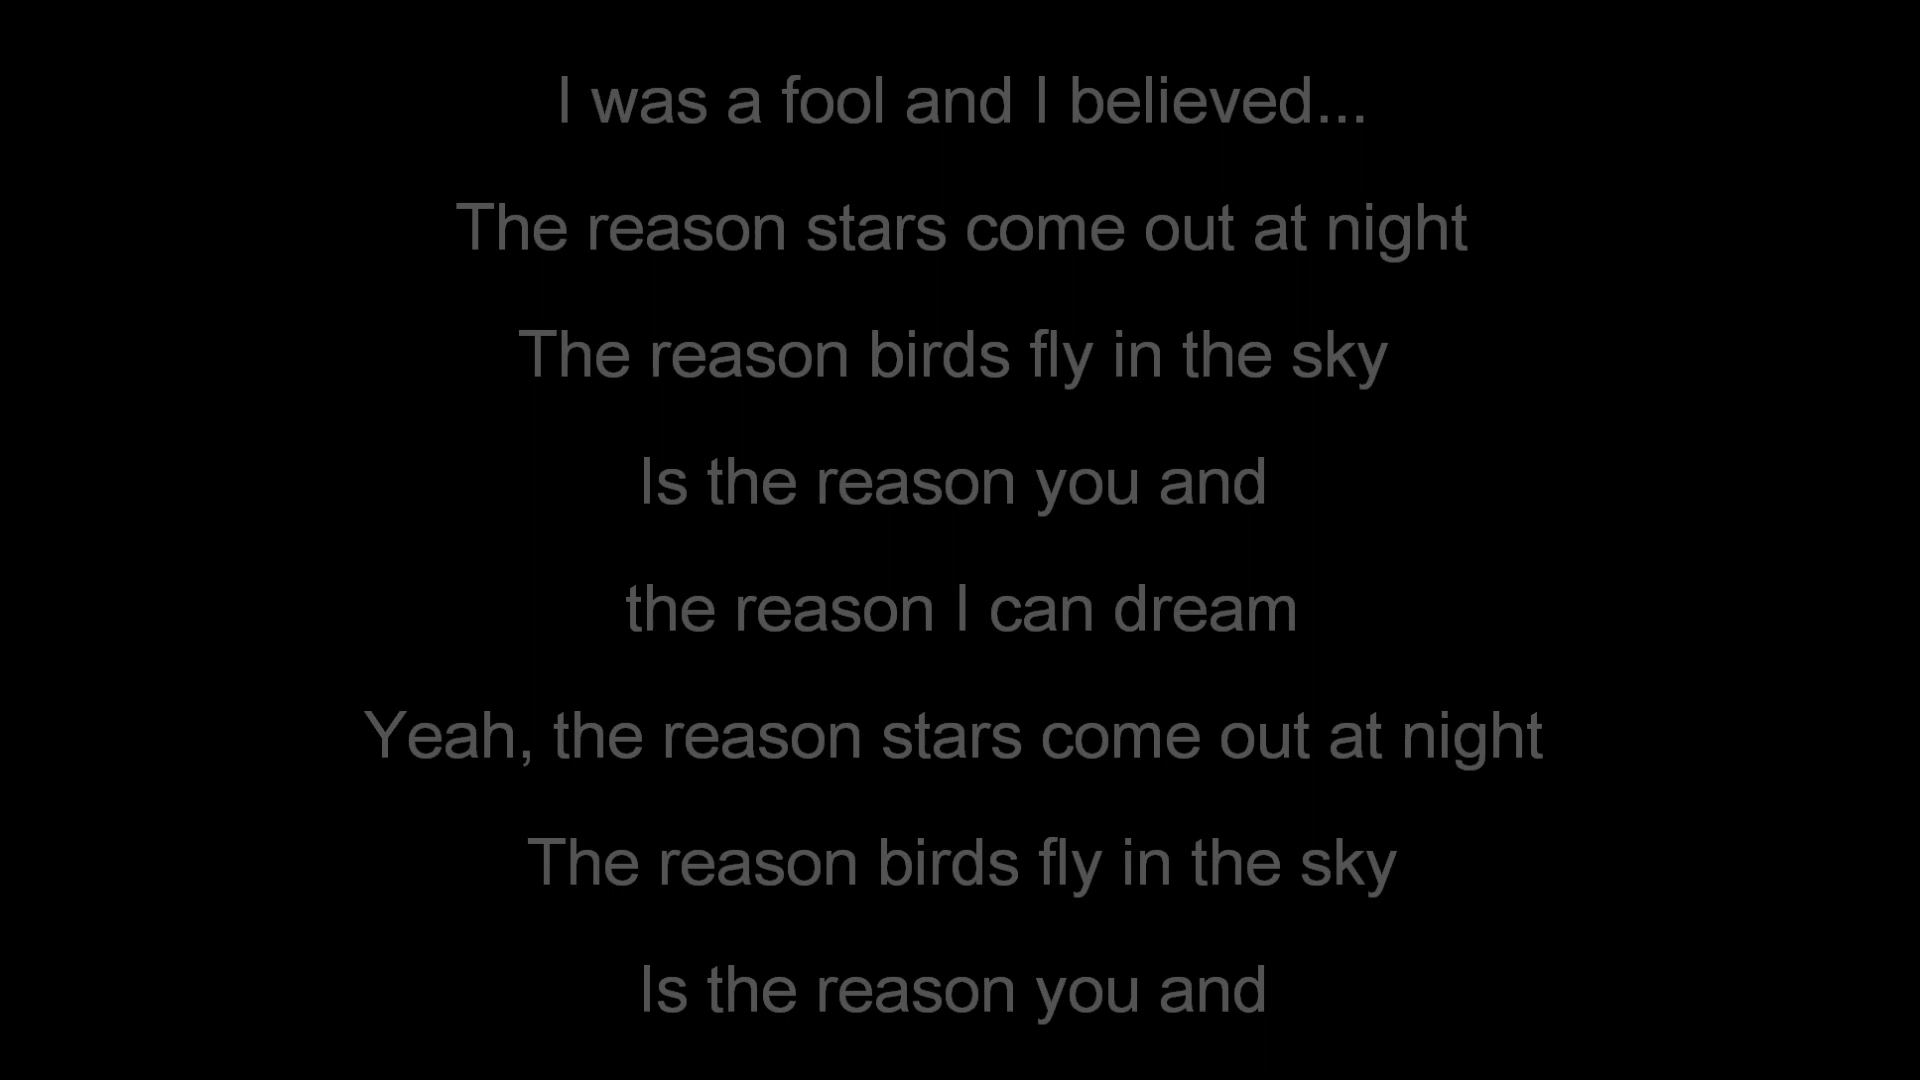 I was a fool and I believed...
The reason stars come out at night
The reason birds fly in the sky
Is the reason you and
the reason I can dream
Yeah, the reason stars come out at night
The reason birds fly in the sky
Is the reason you and